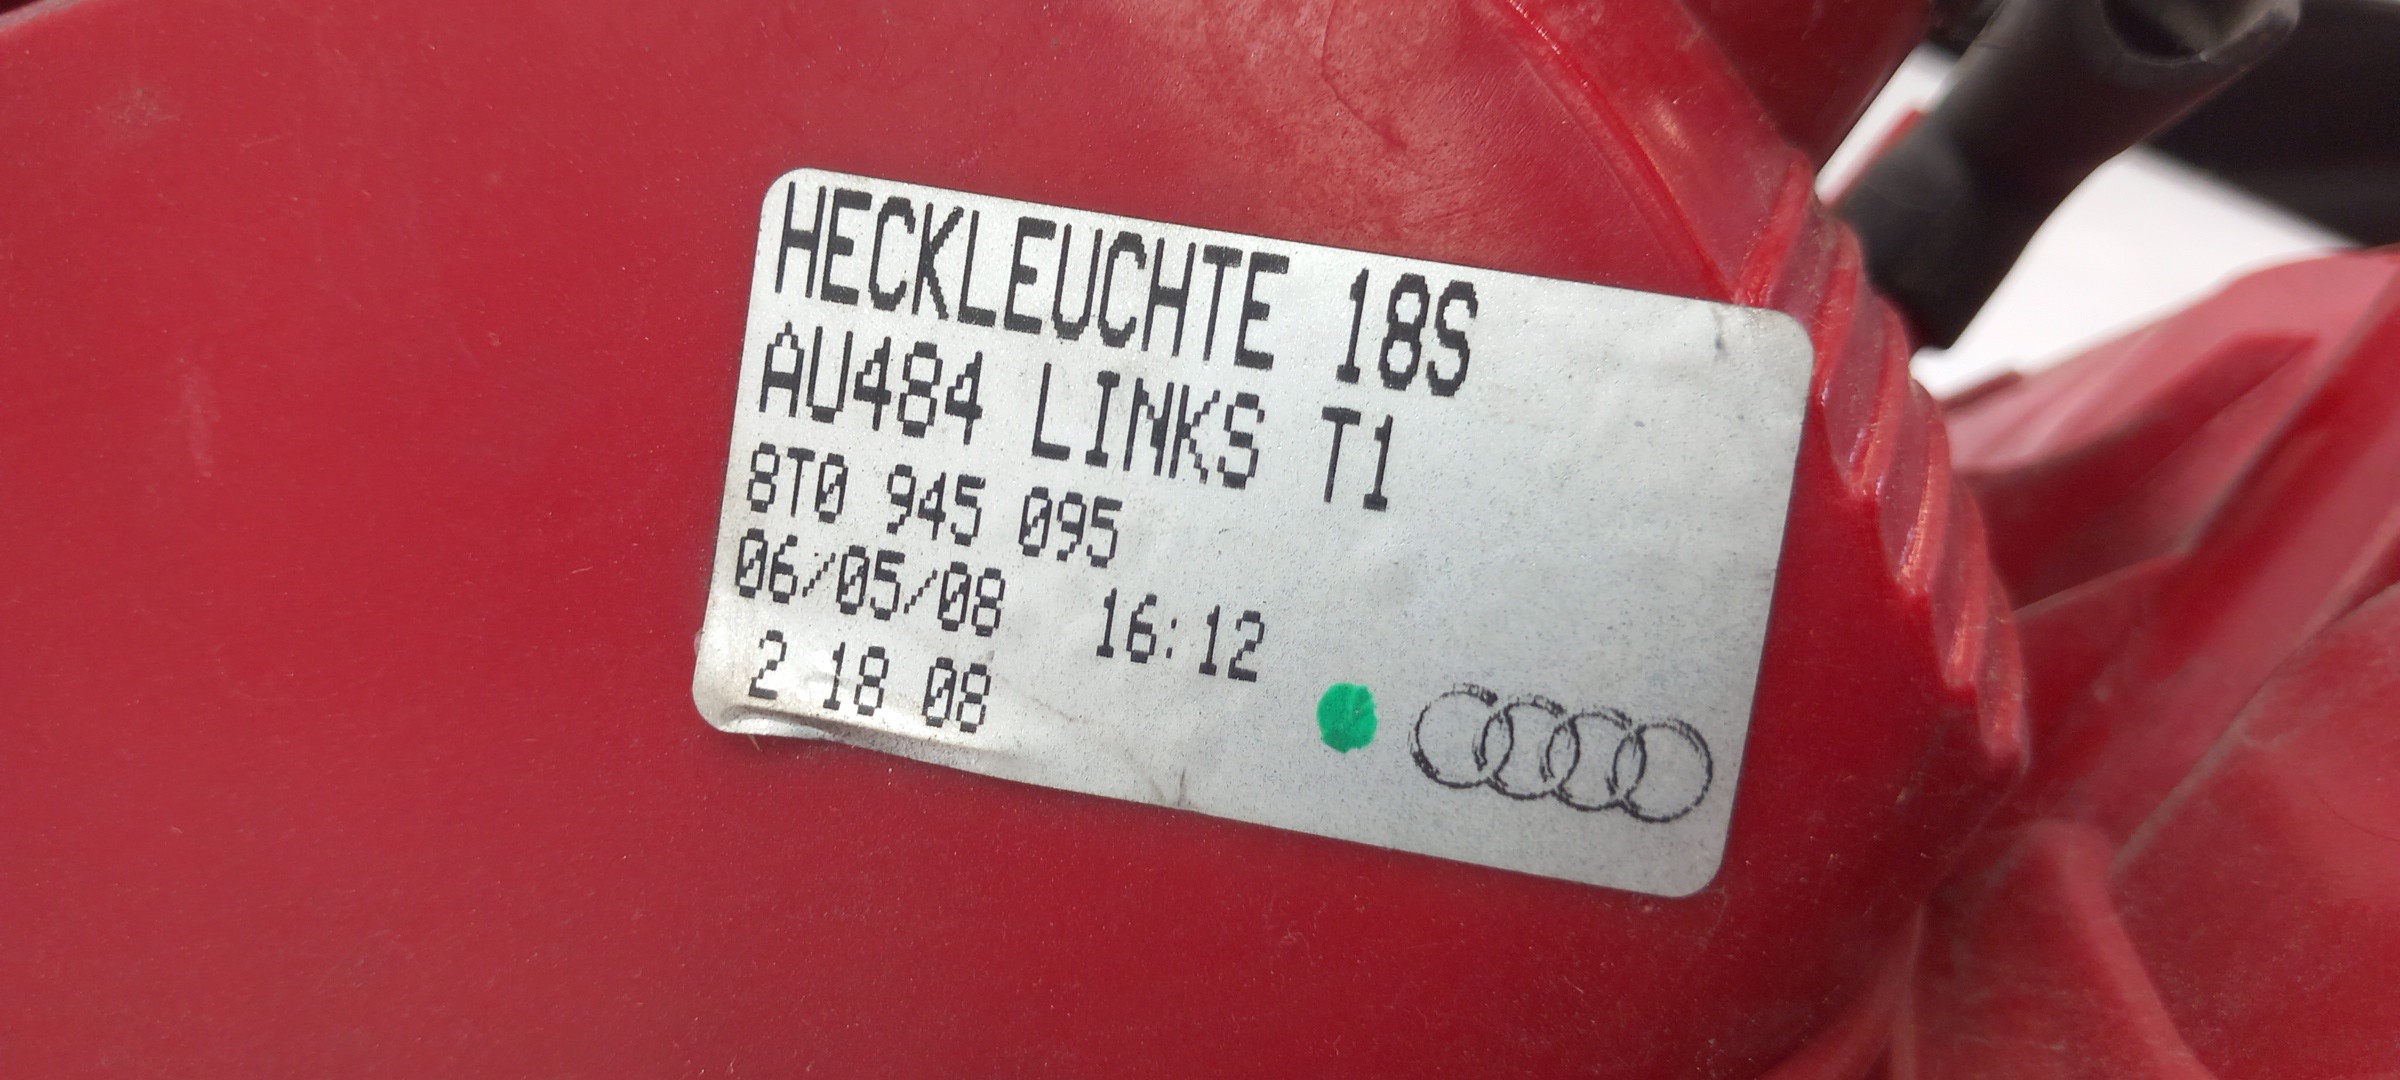 HECKLEUCHTE 18S
AU484 LINKS T1
8T0 945 095
06/05/08 16:12
2 18 08